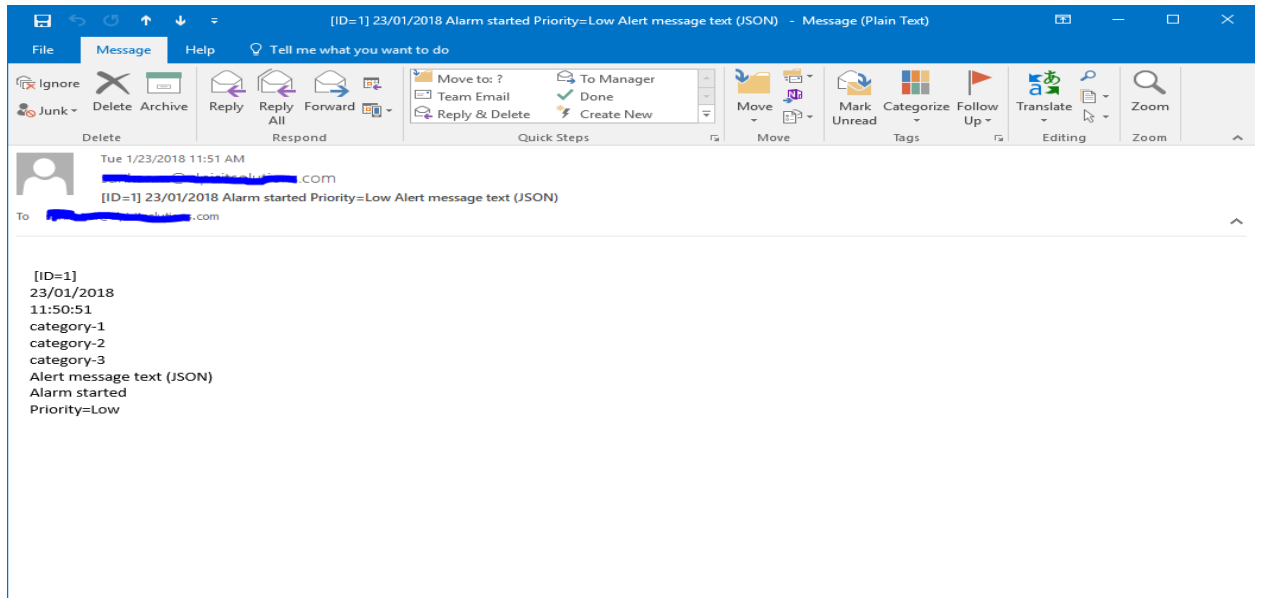 [ID=1] 23/01/2018 Alarm started Priority=Low Alert message text (JSON) - Message (Plain Text)
File Message Help Tell me what you want to do
Ignore
Junk
Delete
Archive
Reply
Reply All
Forward
Move to: ?
Team Email
Reply & Delete
To Manager
Done
Create New
Move
Mark Unread
Categorize
Follow Up
Translate
Zoom
Delete Respond Quick Steps Move Tags Editing Zoom
Tue 1/23/2018 11:51 AM
.com
[ID=1] 23/01/2018 Alarm started Priority=Low Alert message text (JSON)
To .com
[ID=1]
23/01/2018
11:50:51
category-1
category-2
category-3
Alert message text (JSON)
Alarm started
Priority=Low